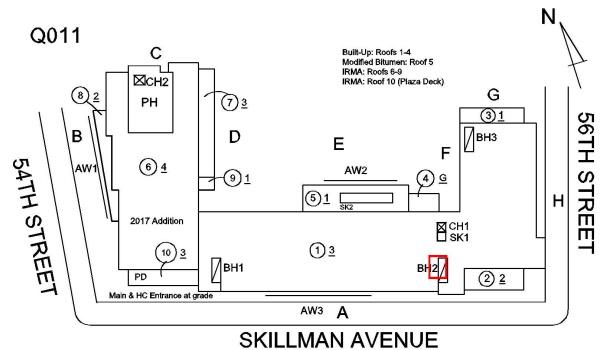 N
Q011
Built-Up: Roofs 1-4
Modified Bitumen: Roof 5
IRMA: Roofs 6-9
IRMA: Roof 10 (Plaza Deck)
C
CH2
PH
8 2
7 3
G
3 1
B
D
E
F
BH3
56TH STREET
54TH STREET
AW1
6 4
9 1
AW2
4 G
5 1
SK2
H
2017 Addition
CH1
SK1
10 3
1 3
PD
BH1
BH2
2 2
Main & HC Entrance at grade
AW3
A
SKILLMAN AVENUE